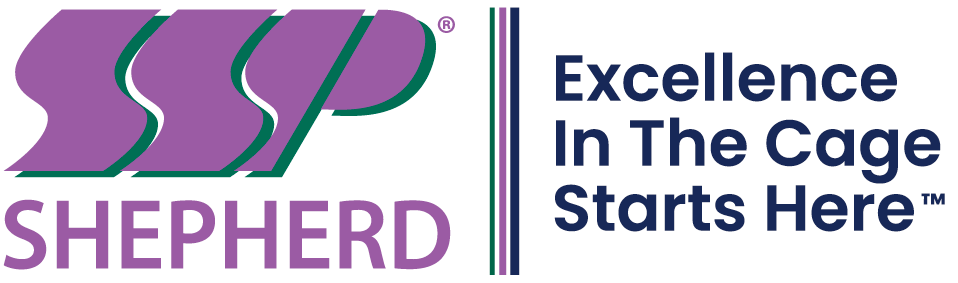 SSP®
SHEPHERD
Excellence
In The Cage
Starts Here™